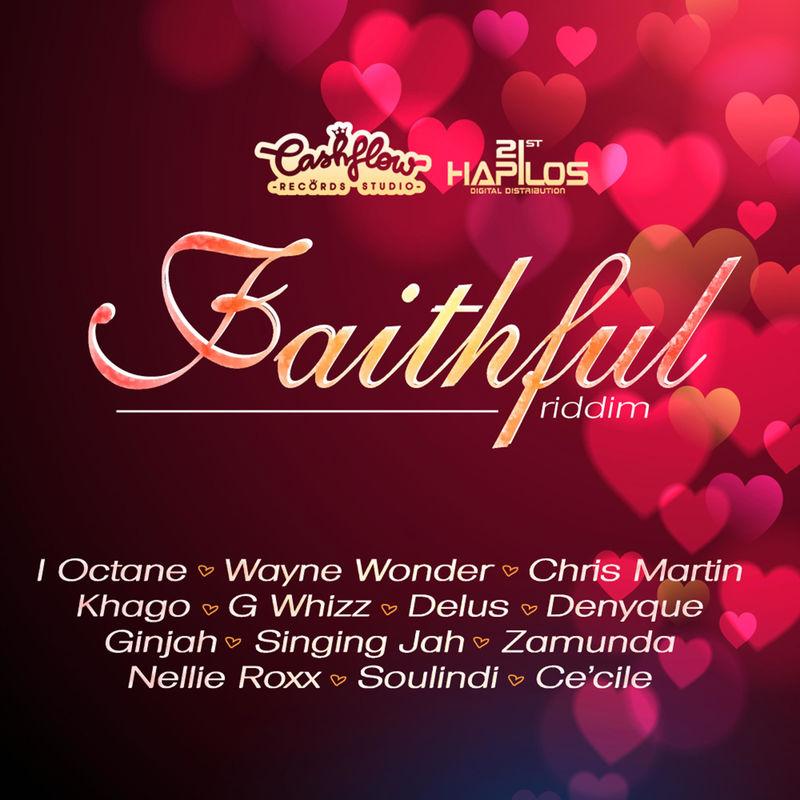 Cashflow
-RECORDS STUDIO-
21ST
HAPILOS
DIGITAL DISTRIBUTION
Faithful
riddim
I Octane Wayne Wonder Chris Martin
Khago G Whizz Delus Denyque
Ginjah Singing Jah Zamunda
Nellie Roxx Soulindi Ce'cile